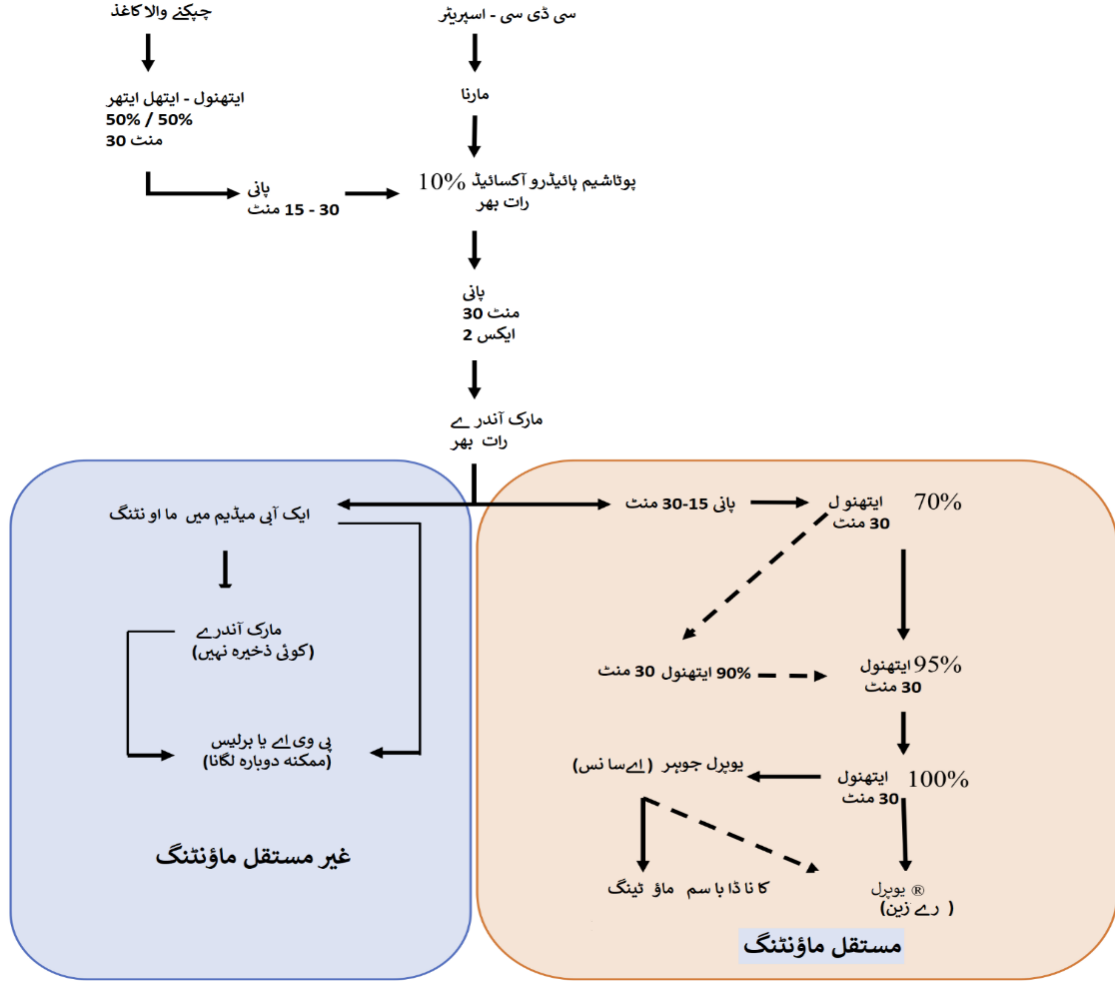 چپکنے والا کاغذ
سی ڈی سی - اسپریٹر
ایتھنول - ایتھل ایتھر
50% / 50%
30 منٹ
مارنا
پانی
30 - 15 منٹ
پوٹاشیم ہائیڈرو آکسائیڈ 10%
رات بھر
پانی
30 منٹ
ایکس 2
مارک آندرے
رات بھر
ایک آبی میڈیم میں ما او نٹنگ
پانی 15-30 منٹ
ایتھنو ل 70%
30 منٹ
مارک آندرے
(کوئی ذخیرہ نہیں)
90% ایتھنول 30 منٹ
ایتھنول 95%
30 منٹ
پی وی اے یا برلیس
(ممکنہ دوبارہ لگانا)
یوپرل جوہر (اےسا نس)
ایتھنول 100%
30 منٹ
کا نا ڈا با سم ماؤ ٹینگ
یوپرل ®
(رے زین )
غیر مستقل ماؤنٹنگ
مستقل ماؤنٹنگ